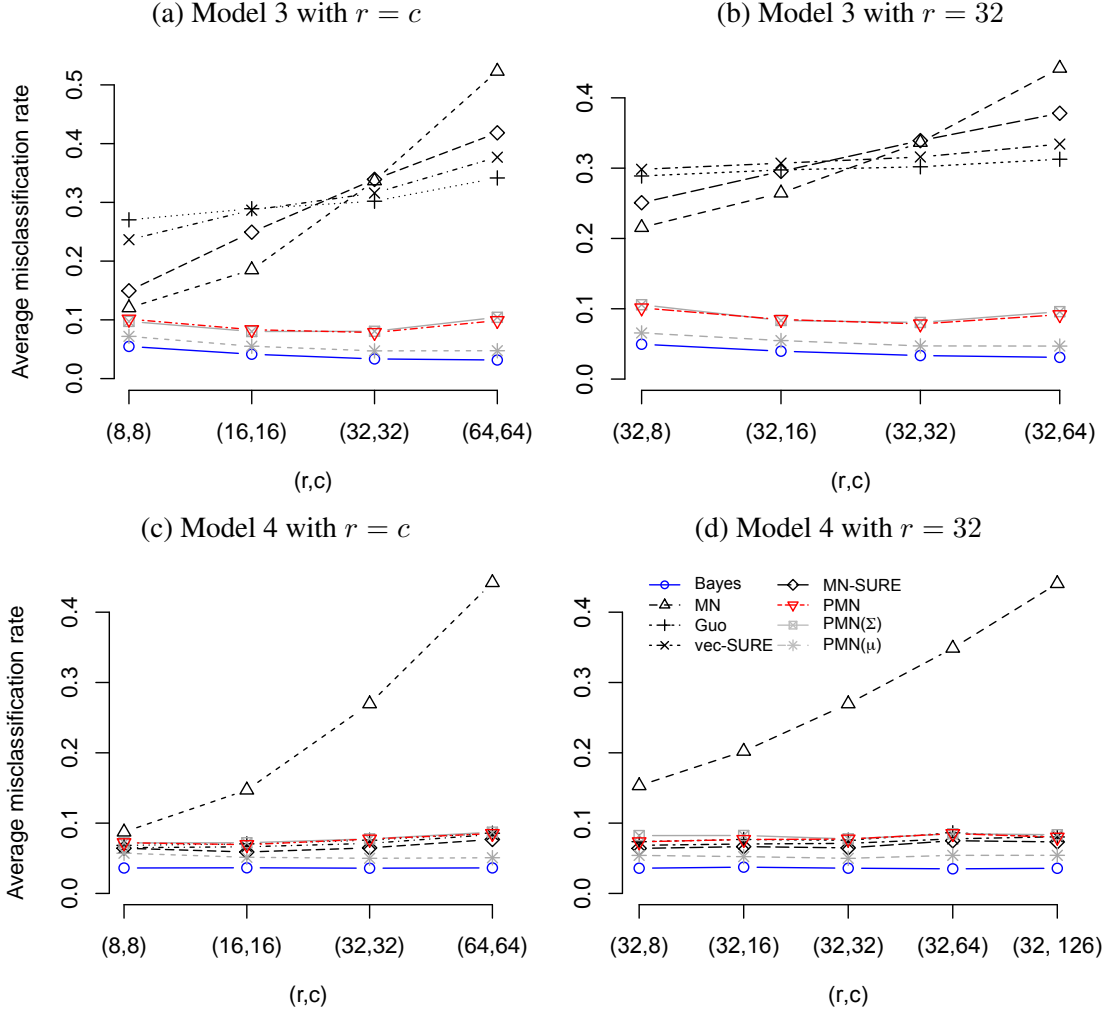 (a) Model 3 with r = c
Average misclassification rate
0.0 0.1 0.2 0.3 0.4 0.5
(8,8) (16,16) (32,32) (64,64)
(r,c)
(b) Model 3 with r = 32
0.0 0.1 0.2 0.3 0.4
(32,8) (32,16) (32,32) (32,64)
(r,c)
(c) Model 4 with r = c
Average misclassification rate
0.0 0.1 0.2 0.3 0.4
(8,8) (16,16) (32,32) (64,64)
(r,c)
(d) Model 4 with r = 32
Bayes
MN
Guo
vec-SURE
MN-SURE
PMN
PMN(Σ)
PMN(μ)
0.0 0.1 0.2 0.3 0.4
(32,8) (32,16) (32,32) (32,64) (32, 126)
(r,c)